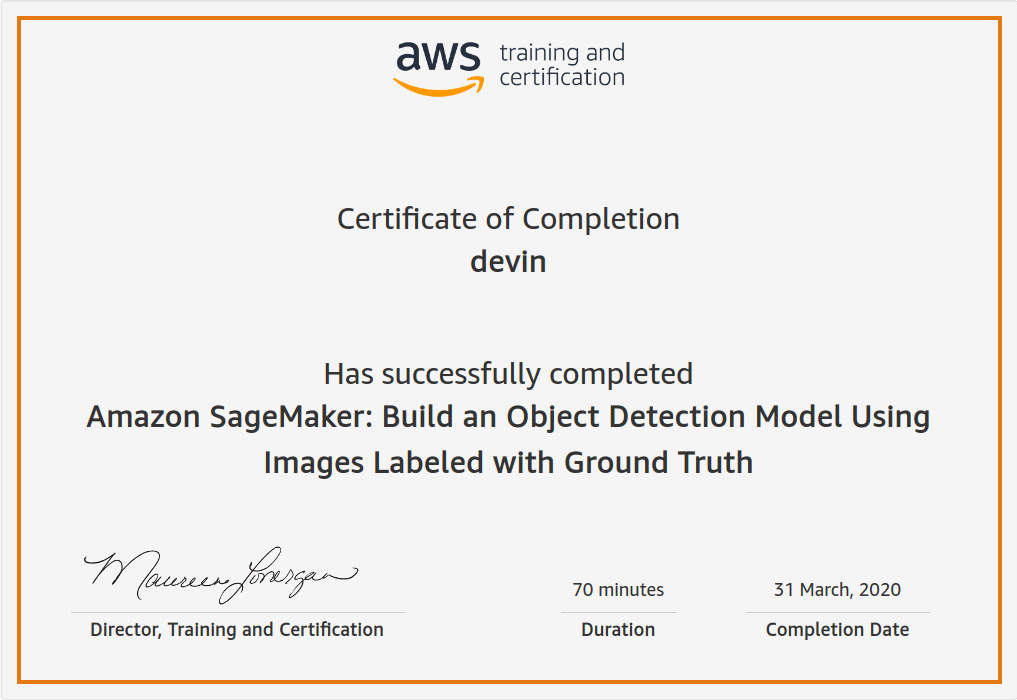 aws training and
certification
Certificate of Completion
devin
Has successfully completed
Amazon SageMaker: Build an Object Detection Model Using
Images Labeled with Ground Truth
Maureen Lonergan
70 minutes
31 March, 2020
Director, Training and Certification
Duration
Completion Date